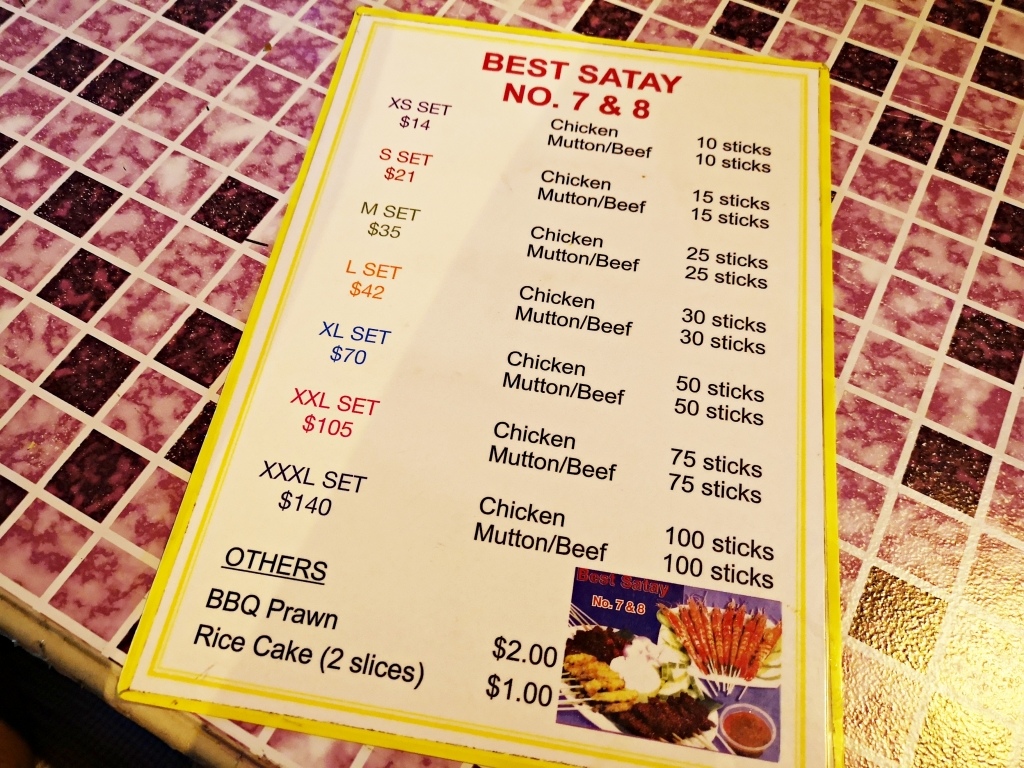 BEST SATAY
NO. 7 & 8
XS SET
$14
Chicken 10 sticks
Mutton/Beef 10 sticks
S SET
$21
Chicken 15 sticks
Mutton/Beef 15 sticks
M SET
$35
Chicken 25 sticks
Mutton/Beef 25 sticks
L SET
$42
Chicken 30 sticks
Mutton/Beef 30 sticks
XL SET
$70
Chicken 50 sticks
Mutton/Beef 50 sticks
XXL SET
$105
Chicken 75 sticks
Mutton/Beef 75 sticks
XXXL SET
$140
Chicken 100 sticks
Mutton/Beef 100 sticks
OTHERS
BBQ Prawn $2.00
Rice Cake (2 slices) $1.00
Best Satay
No. 7 & 8